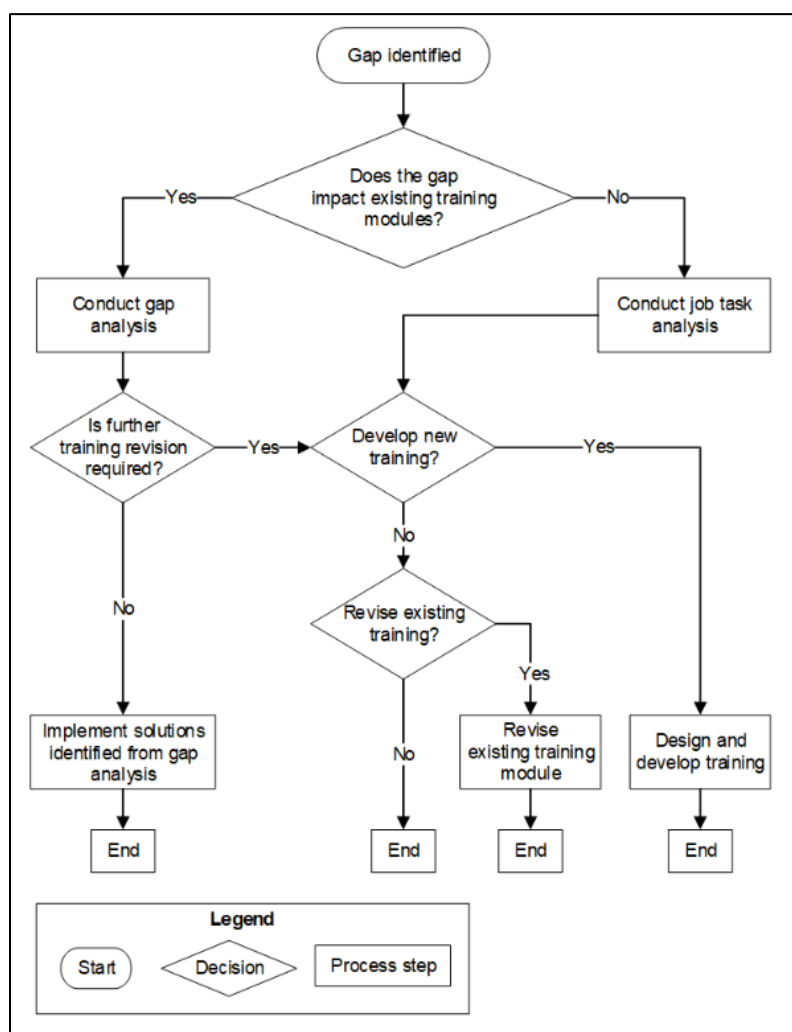 Gap identified
Does the gap
impact existing training
modules?
Yes
No
Conduct gap
analysis
Conduct job task
analysis
Is further
training revision
required?
Yes
Develop new
training?
Yes
No
No
Revise existing
training?
Yes
No
Implement solutions
identified from gap
analysis
Revise
existing training
module
Design and
develop training
End
End
End
End
Legend
Start
Decision
Process step